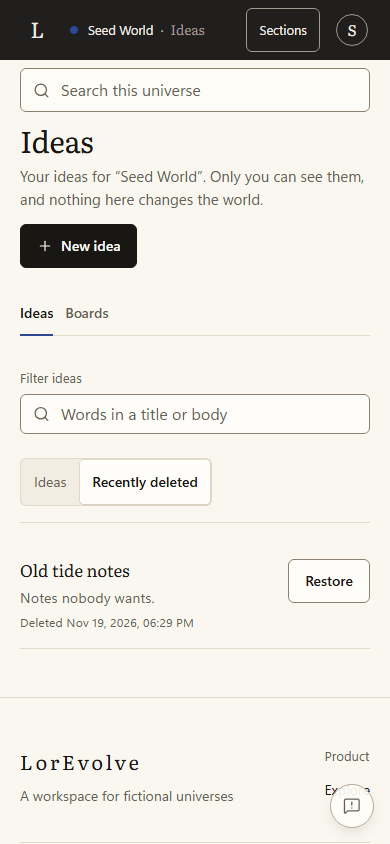 L Seed World · Ideas Sections S
Search this universe
Ideas
Your ideas for “Seed World”. Only you can see them,
and nothing here changes the world.
New idea
Ideas Boards
Filter ideas
Words in a title or body
Ideas Recently deleted
Old tide notes
Restore
Notes nobody wants.
Deleted Nov 19, 2026, 06:29 PM
LorEvolve
Product
A workspace for fictional universes
Explore